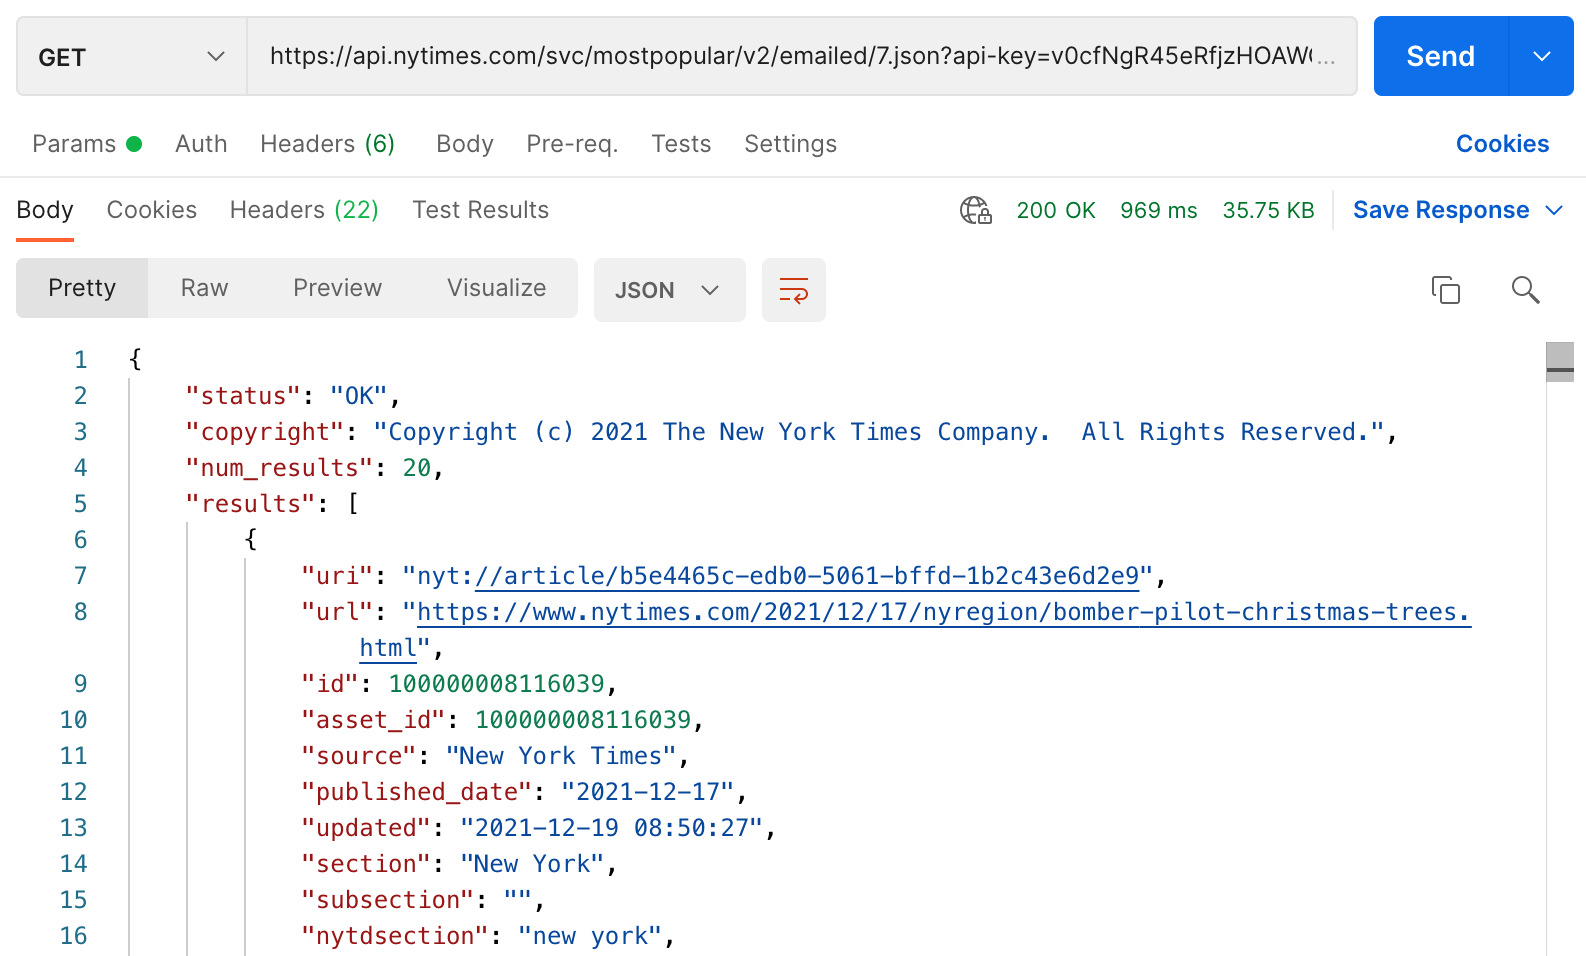 GET https://api.nytimes.com/svc/mostpopular/v2/emailed/7.json?api-key=v0cfNgR45eRfjzHOAW... Send
Params Auth Headers (6) Body Pre-req. Tests Settings Cookies
Body Cookies Headers (22) Test Results 200 OK 969 ms 35.75 KB Save Response
Pretty Raw Preview Visualize JSON
1 {
2 "status": "OK",
3 "copyright": "Copyright (c) 2021 The New York Times Company.  All Rights Reserved.",
4 "num_results": 20,
5 "results": [
6 {
7 "uri": "nyt://article/b5e4465c-edb0-5061-bffd-1b2c43e6d2e9",
8 "url": "https://www.nytimes.com/2021/12/17/nyregion/bomber-pilot-christmas-trees.
html",
9 "id": 100000008116039,
10 "asset_id": 100000008116039,
11 "source": "New York Times",
12 "published_date": "2021-12-17",
13 "updated": "2021-12-19 08:50:27",
14 "section": "New York",
15 "subsection": "",
16 "nytdsection": "new york",